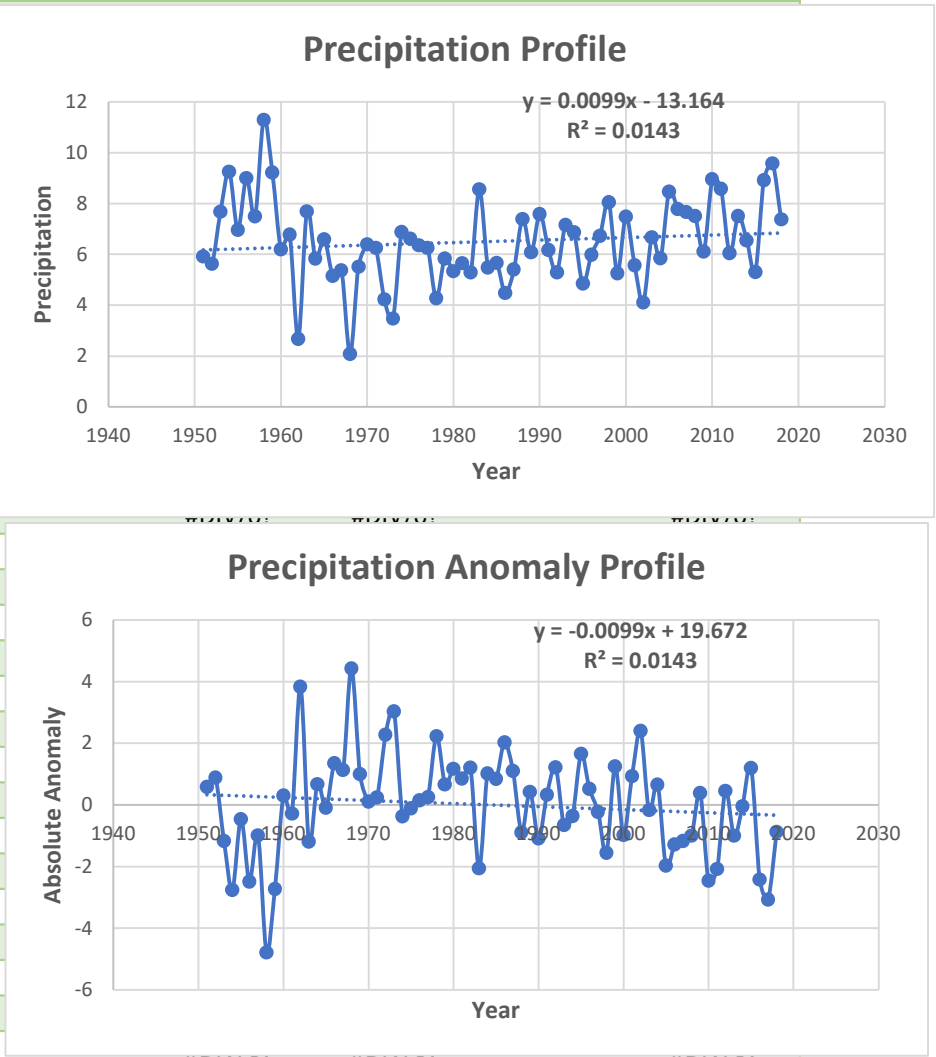 Precipitation Profile
y = 0.0099x - 13.164
R² = 0.0143
12
10
8
6
4
2
0
Precipitation
1940 1950 1960 1970 1980 1990 2000 2010 2020 2030
Year
Precipitation Anomaly Profile
y = -0.0099x + 19.672
R² = 0.0143
6
4
2
0
-2
-4
-6
Absolute Anomaly
1940 1950 1960 1970 1980 1990 2000 2010 2020 2030
Year